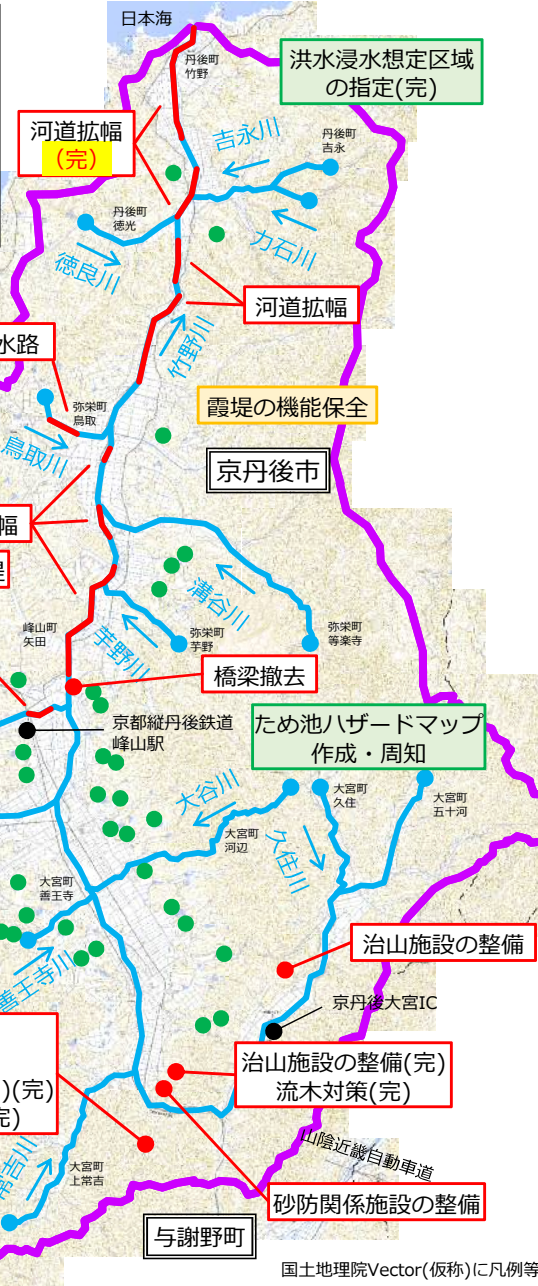 日本海
丹後町
竹野
洪水浸水想定区域
の指定(完)
河道拡幅
(完)
吉永川
丹後町
吉永
丹後町
徳光
徳良川
力石川
河道拡幅
竹野川
水路
弥栄町
鳥取
霞堤の機能保全
鳥取川
京丹後市
幅
溝谷川
峰山町
矢田
芋野川
弥栄町
芋野
弥栄町
等楽寺
橋梁撤去
京都縦丹後鉄道
峰山駅
ため池ハザードマップ
作成・周知
大谷川
大宮町
久住
大宮町
五十河
大宮町
河辺
久住川
大宮町
善王寺
治山施設の整備
善王寺川
京丹後大宮IC
)(完)
完)
治山施設の整備(完)
流木対策(完)
常吉川
大宮町
上常吉
山陰近畿自動車道
砂防関係施設の整備
与謝野町
国土地理院Vector(仮称)に凡例等